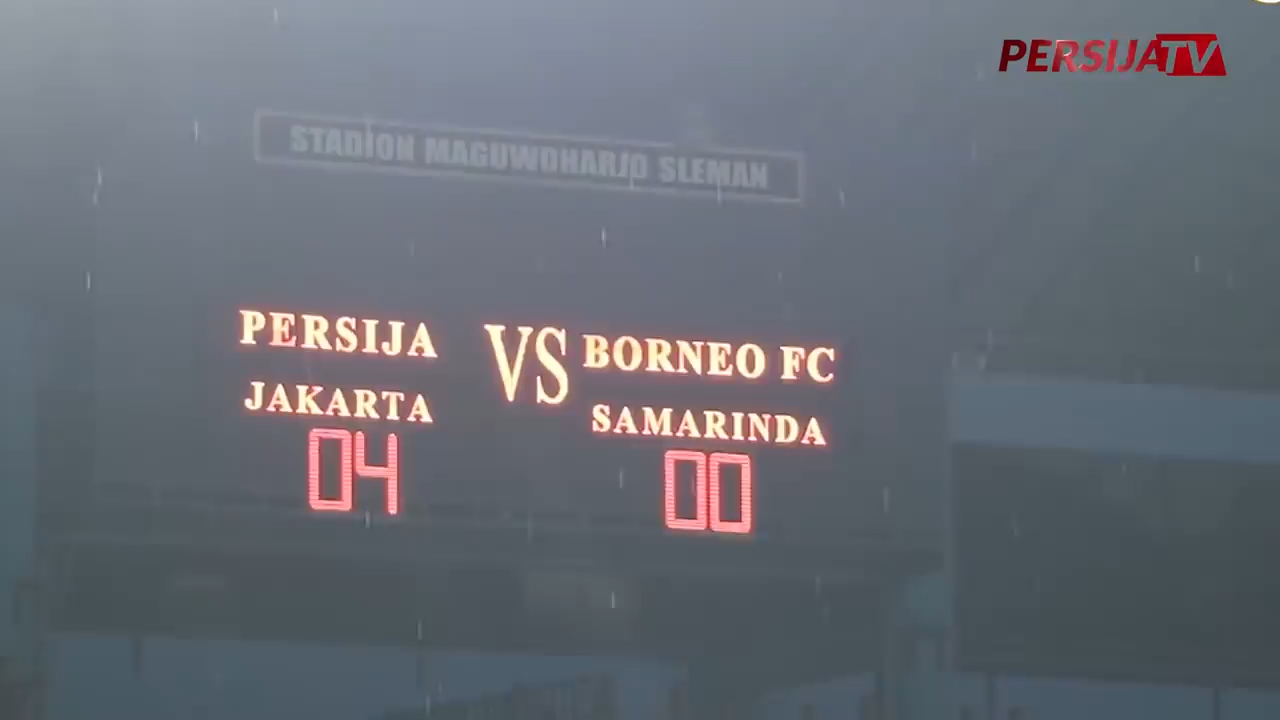 PERSIJATV
STADION MAGUWOHARJO SLEMAN
PERSIJA VS BORNEO FC
JAKARTA SAMARINDA
04 00